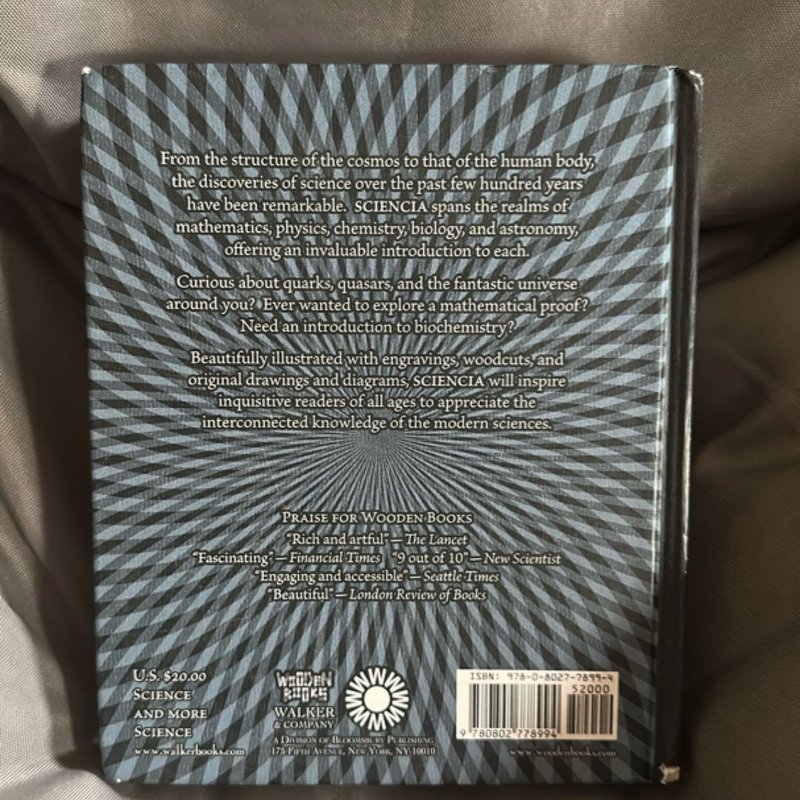 From the structure of the cosmos to that of the human body,
the discoveries of science over the past few hundred years
have been remarkable. SCIENCIA spans the realms of
mathematics, physics, chemistry, biology, and astronomy,
offering an invaluable introduction to each.
Curious about quarks, quasars, and the fantastic universe
around you? Ever wanted to explore a mathematical proof?
Need an introduction to biochemistry?
Beautifully illustrated with engravings, woodcuts, and
original drawings and diagrams, SCIENCIA will inspire
inquisitive readers of all ages to appreciate the
interconnected knowledge of the modern sciences.
PRAISE FOR WOODEN BOOKS
"Rich and artful"—The Lancet
"Fascinating"—Financial Times "9 out of 10"—New Scientist
"Engaging and accessible"—Seattle Times
"Beautiful"—London Review of Books
U.S. $20.00
SCIENCE
AND MORE
SCIENCE
www.walkerbooks.com
WOODEN
BOOKS
WALKER
& COMPANY
A DIVISION OF BLOOMSBURY PUBLISHING
175 FIFTH AVENUE, NEW YORK, NY 10010
ISBN: 978-0-8027-7899-4
52000
9 780802 778994
www.woodenbooks.com